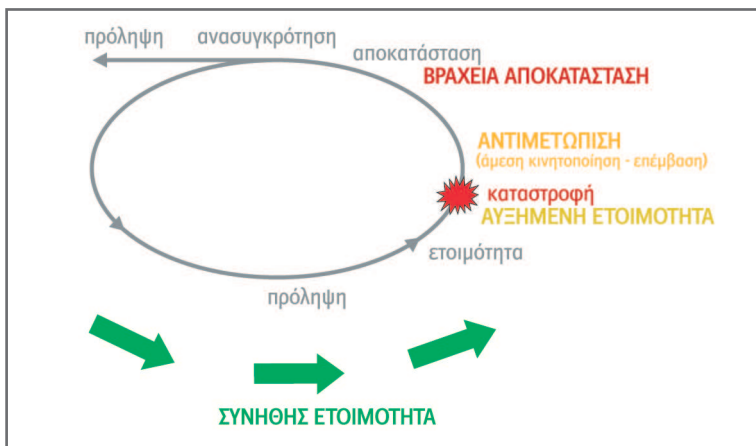 πρόληψη ανασυγκρότηση
αποκατάσταση
ΒΡΑΧΕΙΑ ΑΠΟΚΑΤΑΣΤΑΣΗ
ΑΝΤΙΜΕΤΩΠΙΣΗ
(άμεση κινητοποίηση - επέμβαση)
καταστροφή
ΑΥΞΗΜΕΝΗ ΕΤΟΙΜΟΤΗΤΑ
ετοιμότητα
πρόληψη
ΣΥΝΗΘΗΣ ΕΤΟΙΜΟΤΗΤΑ